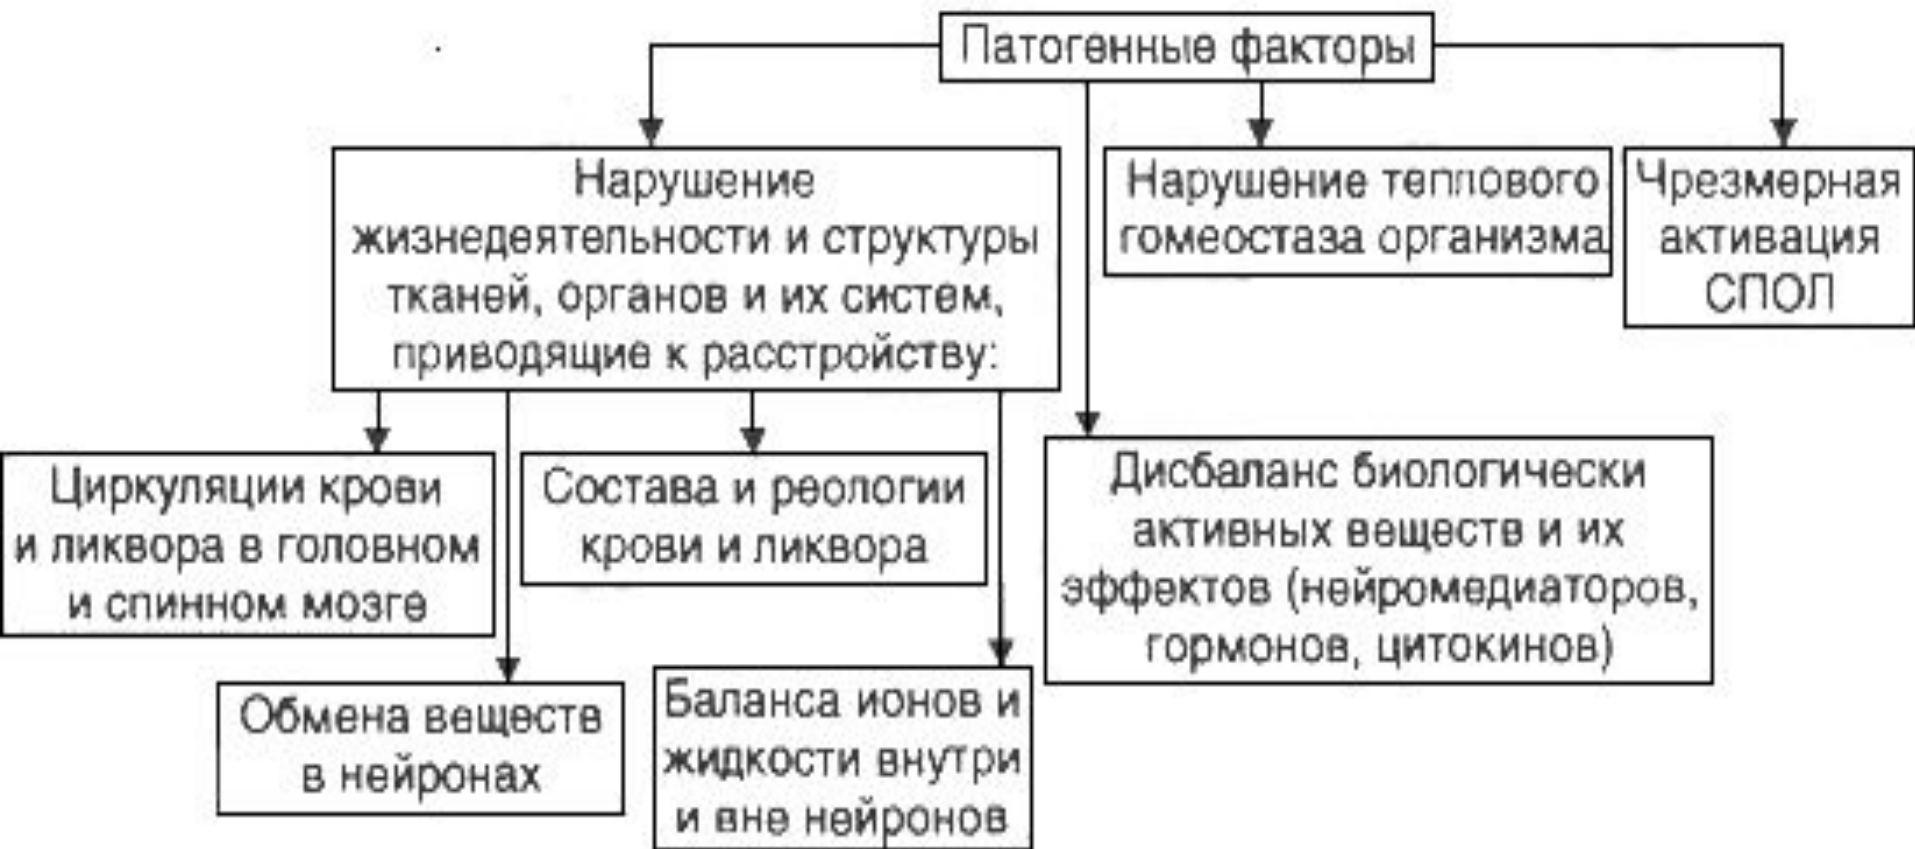 Патогенные факторы
Нарушение
жизнедеятельности и структуры
тканей, органов и их систем,
приводящие к расстройству:
Нарушение теплового
гомеостаза организма
Чрезмерная
активация
СПОЛ
Циркуляции крови
и ликвора в головном
и спинном мозге
Состава и реологии
крови и ликвора
Дисбаланс биологически
активных веществ и их
эффектов (нейромедиаторов,
гормонов, цитокинов)
Обмена веществ
в нейронах
Баланса ионов и
жидкости внутри
и вне нейронов